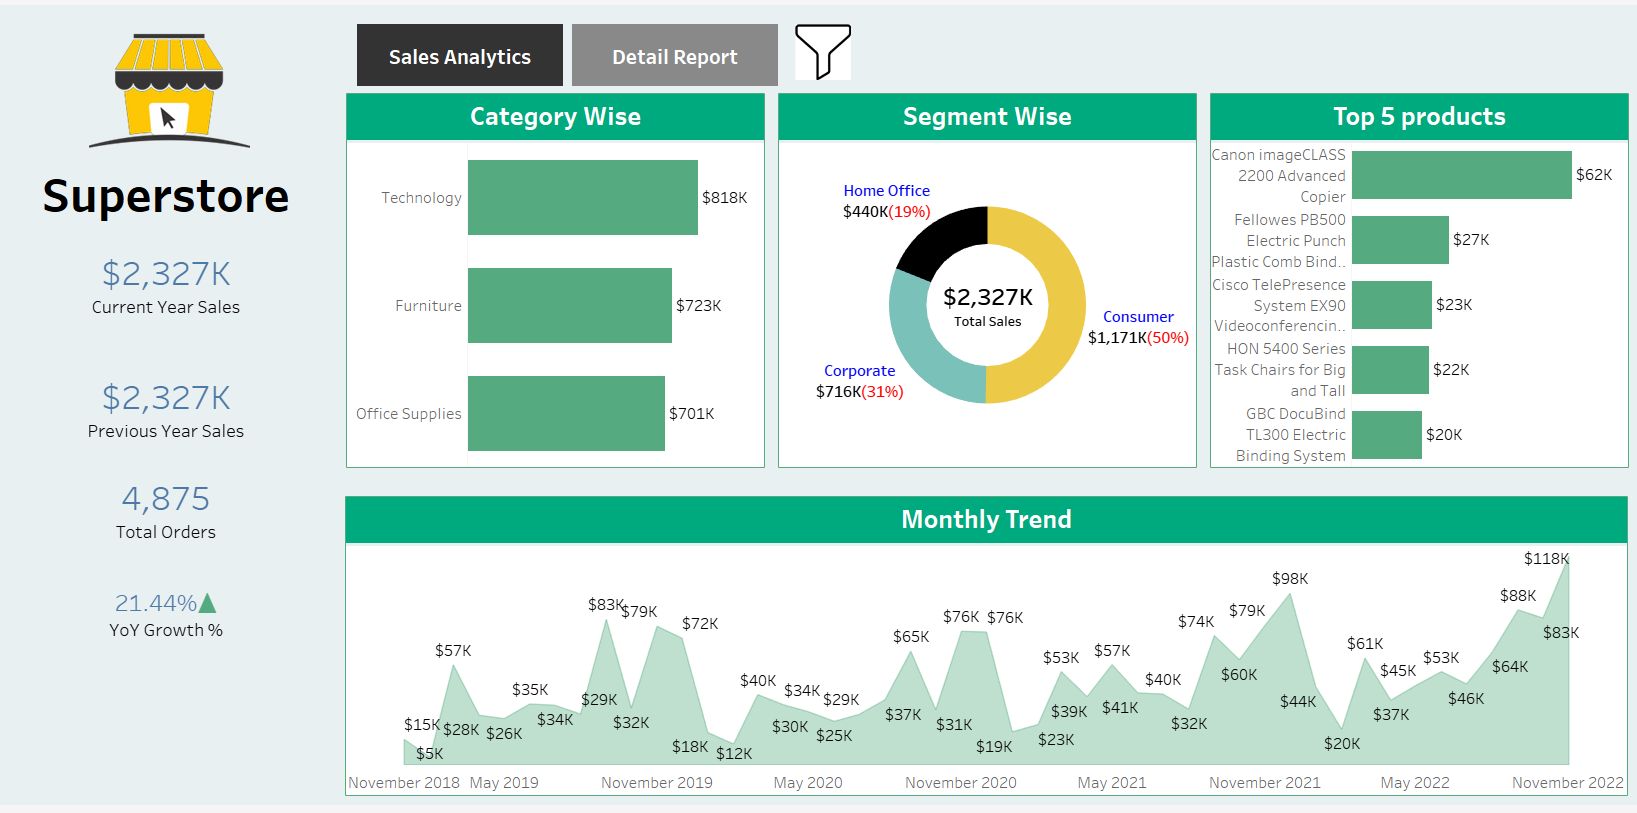 Superstore
$2,327K
Current Year Sales
$2,327K
Previous Year Sales
4,875
Total Orders
21.44%
YoY Growth %
Sales Analytics
Detail Report
Category Wise
Technology
$818K
Furniture
$723K
Office Supplies
$701K
Segment Wise
Home Office
$440K(19%)
$2,327K
Total Sales
Consumer
$1,171K(50%)
Corporate
$716K(31%)
Top 5 products
Canon imageCLASS
2200 Advanced
Copier
$62K
Fellowes PB500
Electric Punch
Plastic Comb Bind..
$27K
Cisco TelePresence
System EX90
Videoconferencin..
$23K
HON 5400 Series
Task Chairs for Big
and Tall
$22K
GBC DocuBind
TL300 Electric
Binding System
$20K
Monthly Trend
$15K
$5K
$57K
$28K
$26K
$35K
$34K
$29K
$83K
$32K
$79K
$72K
$18K
$12K
$40K
$30K
$34K
$25K
$29K
$37K
$65K
$31K
$76K
$76K
$19K
$23K
$53K
$39K
$57K
$41K
$40K
$32K
$74K
$60K
$79K
$98K
$44K
$20K
$61K
$37K
$45K
$53K
$46K
$64K
$88K
$83K
$118K
November 2018
May 2019
November 2019
May 2020
November 2020
May 2021
November 2021
May 2022
November 2022